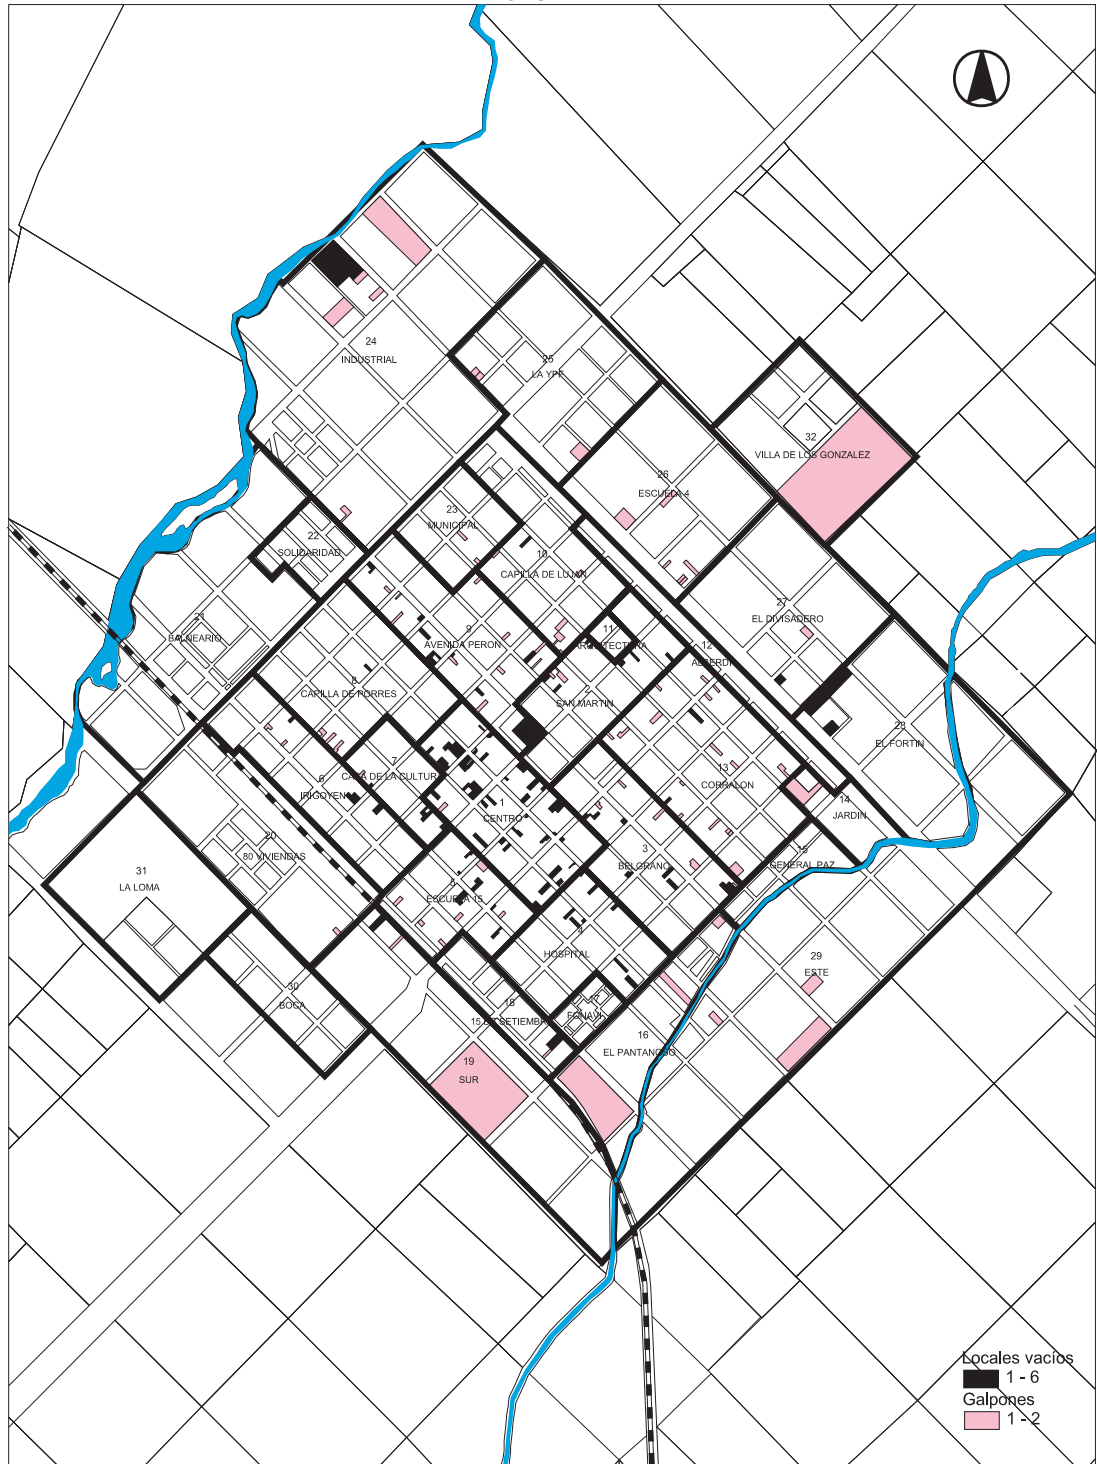 24
INDUSTRIAL
25
LA YPF
32
VILLA DE LOS GONZALEZ
26
ESCUELA 4
23
MUNICIPAL
22
SOLIDARIDAD
10
CAPILLA DE LUJAN
27
EL DIVISADERO
21
BALNEARIO
9
AVENIDA PERON
11
ARQUITECTURA
12
ALBERDI
8
CAPILLA DE PORRES
2
SAN MARTIN
28
EL FORTIN
7
CASA DE LA CULTURA
6
IRIGOYEN
13
CORRALON
1
CENTRO
14
JARDIN
20
80 VIVIENDAS
3
BELGRANO
15
GENERAL PAZ
31
LA LOMA
5
ESCUELA 15
4
HOSPITAL
29
ESTE
30
BOCA
18
15 DE SETIEMBRE
FONAVI
16
EL PANTANOSO
19
SUR
Locales vacíos
1 - 6
Galpones
1 - 2